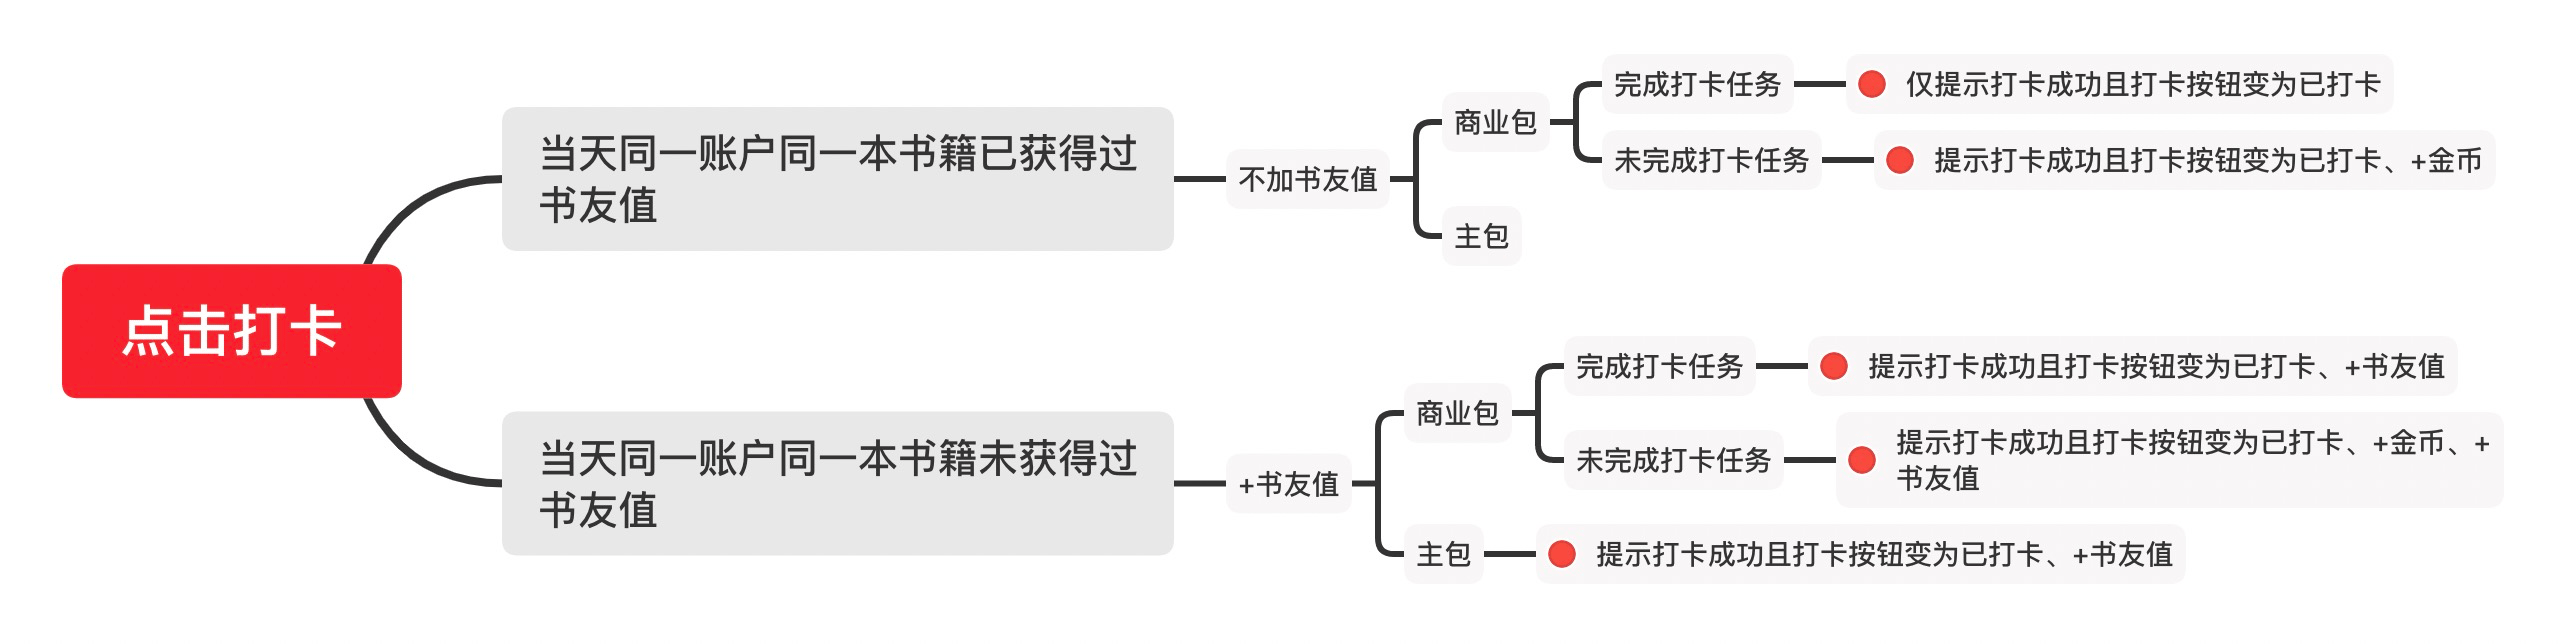 点击打卡
当天同一账户同一本书籍已获得过
书友值
不加书友值
商业包
完成打卡任务
仅提示打卡成功且打卡按钮变为已打卡
未完成打卡任务
提示打卡成功且打卡按钮变为已打卡、+金币
主包
当天同一账户同一本书籍未获得过
书友值
+书友值
商业包
完成打卡任务
提示打卡成功且打卡按钮变为已打卡、+书友值
未完成打卡任务
提示打卡成功且打卡按钮变为已打卡、+金币、+
书友值
主包
提示打卡成功且打卡按钮变为已打卡、+书友值